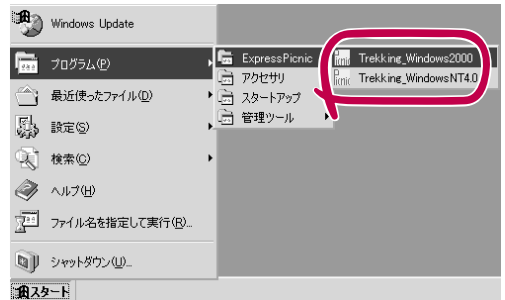 Windows Update
プログラム(P)
最近使ったファイル(D)
設定(S)
検索(C)
ヘルプ(H)
ファイル名を指定して実行(R)...
シャットダウン(U)...
スタート
ExpressPicnic
アクセサリ
スタートアップ
管理ツール
Trekking_Windows2000
Trekking_WindowsNT4.0